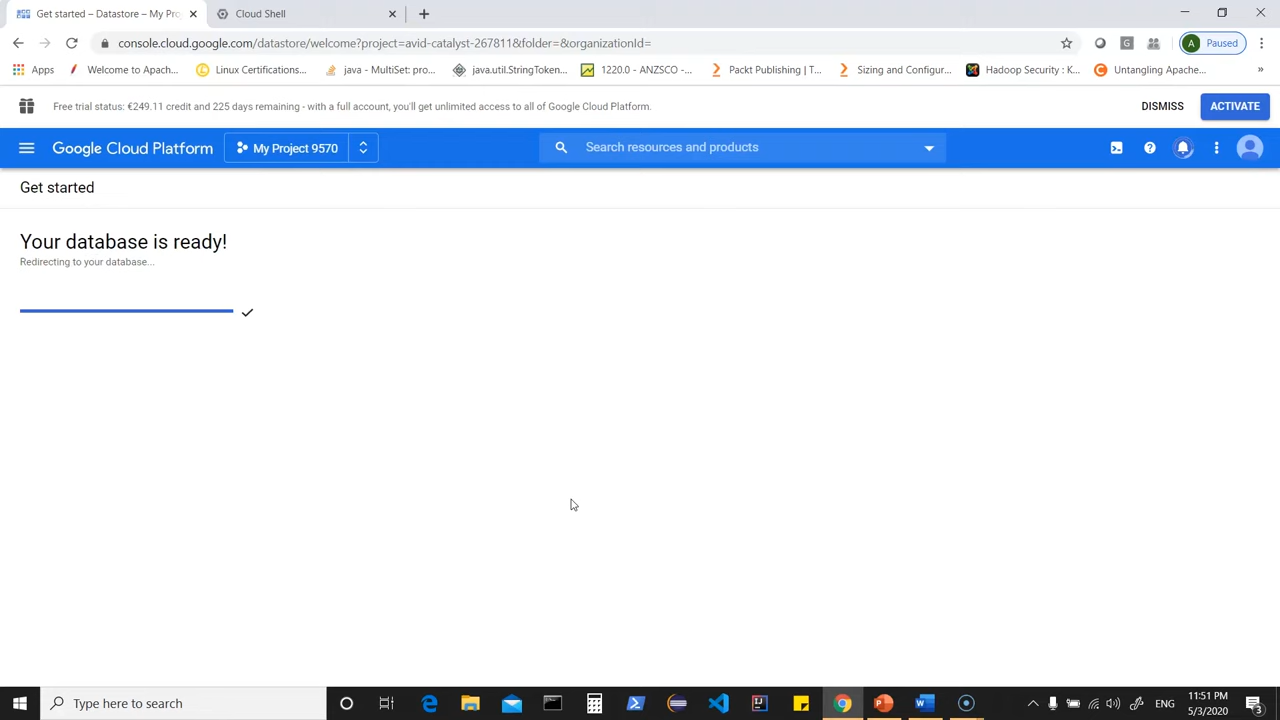 Get started – Datastore – My Pro
Cloud Shell
console.cloud.google.com/datastore/welcome?project=avid-catalyst-267811&folder=&organizationId=
A
Paused
Apps
Welcome to Apach...
Linux Certifications...
java - MultiSet: pro...
java.util.StringToken...
1220.0 - ANZSCO -...
Packt Publishing | T...
Sizing and Configur...
Hadoop Security : K...
Untangling Apache...
»
Free trial status: €249.11 credit and 225 days remaining - with a full account, you'll get unlimited access to all of Google Cloud Platform.
DISMISS
ACTIVATE
Google Cloud Platform
My Project 9570
Search resources and products
Get started
Your database is ready!
Redirecting to your database...
Type here to search
ENG
11:51 PM
5/3/2020
3